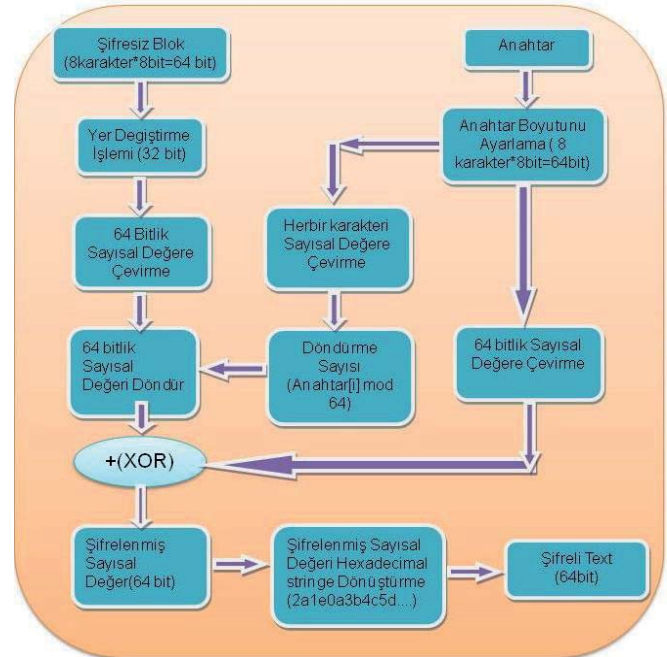 Şifresiz Blok
(8karakter*8bit=64 bit)
Anahtar
Yer Degiştirme
İşlemi (32 bit)
Anahtar Boyutunu
Ayarlama ( 8
karakter*8bit=64bit)
64 Bitlik
Sayısal Değere
Çevirme
Herbir karakteri
Sayısal Değere
Çevirme
64 bitlik
Sayısal
Değeri Döndür
Döndürme
Sayısı
(Anahtar[i] mod
64)
64 bitlik Sayısal
Değere Çevirme
+(XOR)
Şifrelenmiş
Sayısal
Değer(64 bit)
Şifrelenmiş Sayısal
Değeri Hexadecimal
stringe Dönüştürme
(2a1e0a3b4c5d....)
Şifreli Text
(64bit)